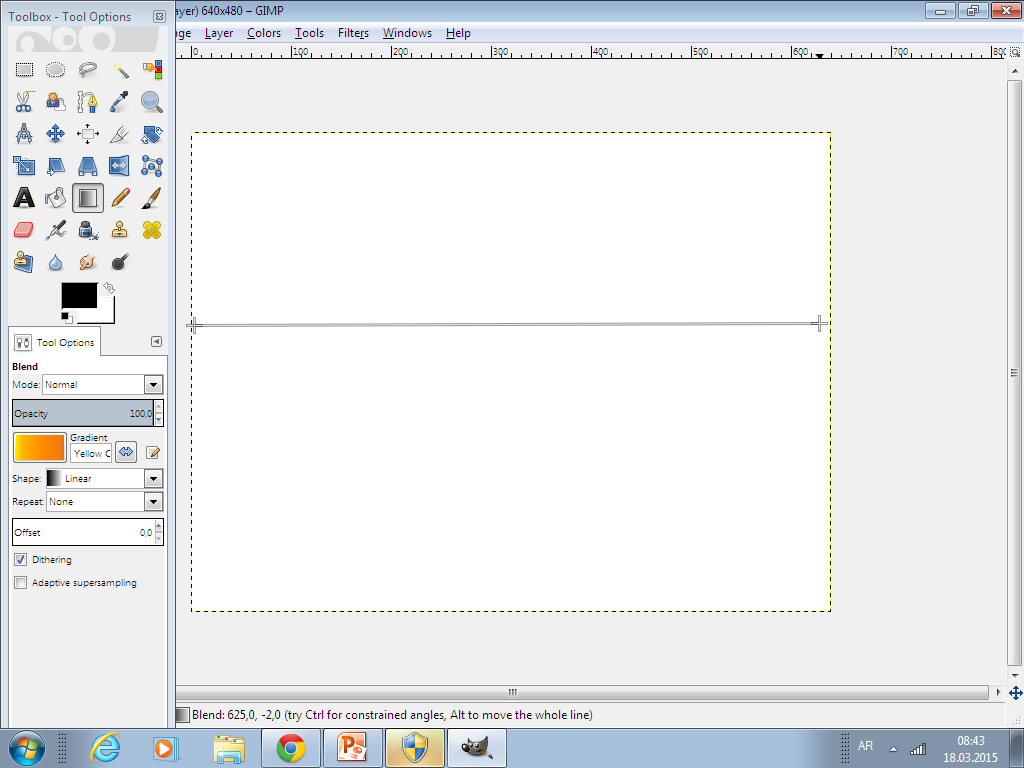 Toolbox - Tool Options
ayer) 640x480 – GIMP
ge Layer Colors Tools Filters Windows Help
0 100 200 300 400 500 600 700 800
Tool Options
Blend
Mode: Normal
Opacity 100,0
Gradient
Yellow C
Shape: Linear
Repeat: None
Offset 0,0
Dithering
Adaptive supersampling
Blend: 625,0, -2,0 (try Ctrl for constrained angles, Alt to move the whole line)
AR
08:43
18.03.2015